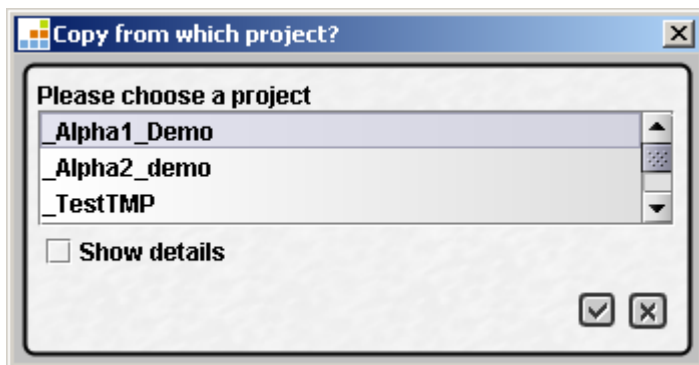 Copy from which project?
Please choose a project
_Alpha1_Demo
_Alpha2_demo
_TestTMP
Show details